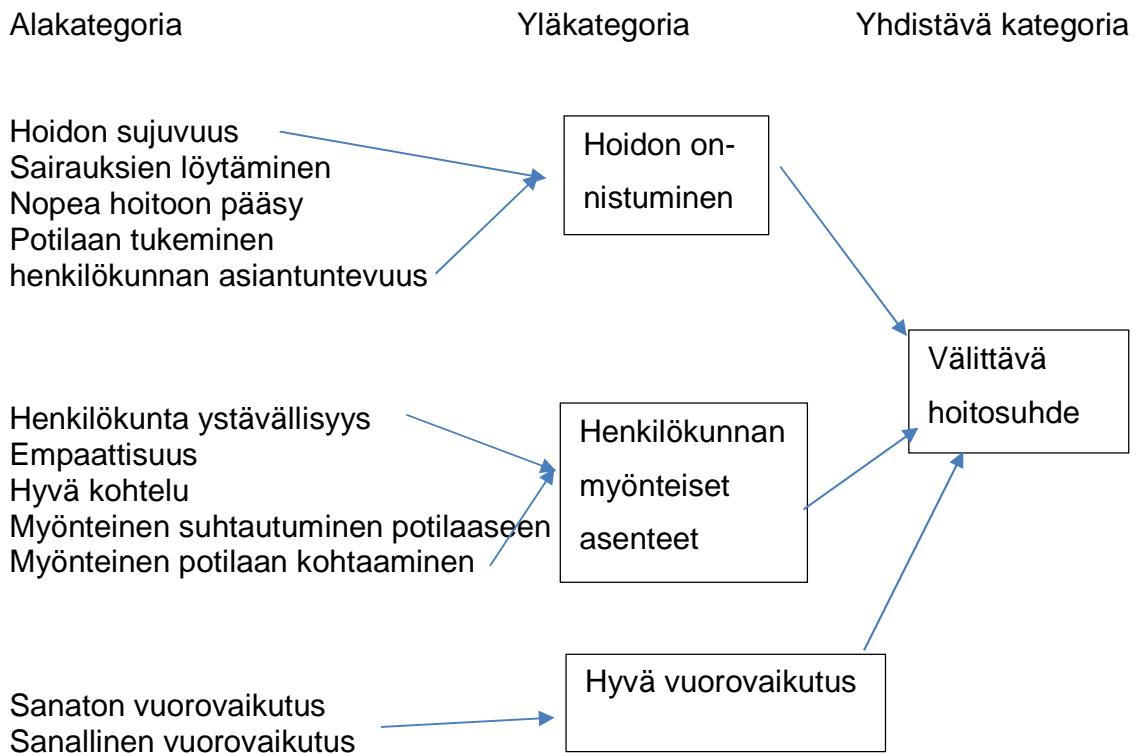 Alakategoria Yläkategoria Yhdistävä kategoria
Hoidon sujuvuus
Sairauksien löytäminen
Nopea hoitoon pääsy
Potilaan tukeminen
henkilökunnan asiantuntevuus
Hoidon on-
nistuminen
Henkilökunta ystävällisyys
Empaattisuus
Hyvä kohtelu
Myönteinen suhtautuminen potilaaseen
Myönteinen potilaan kohtaaminen
Henkilökunnan
myönteiset
asenteet
Välittävä
hoitosuhde
Sanaton vuorovaikutus
Sanallinen vuorovaikutus
Hyvä vuorovaikutus